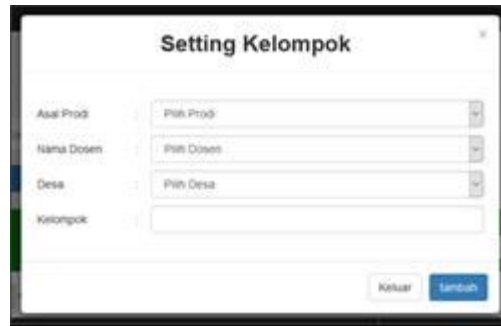 Setting Kelompok
×
Asal Prodi : Pilih Prodi
Nama Dosen : Pilih Dosen
Desa : Pilih Desa
Kelompok :
Keluar tambah